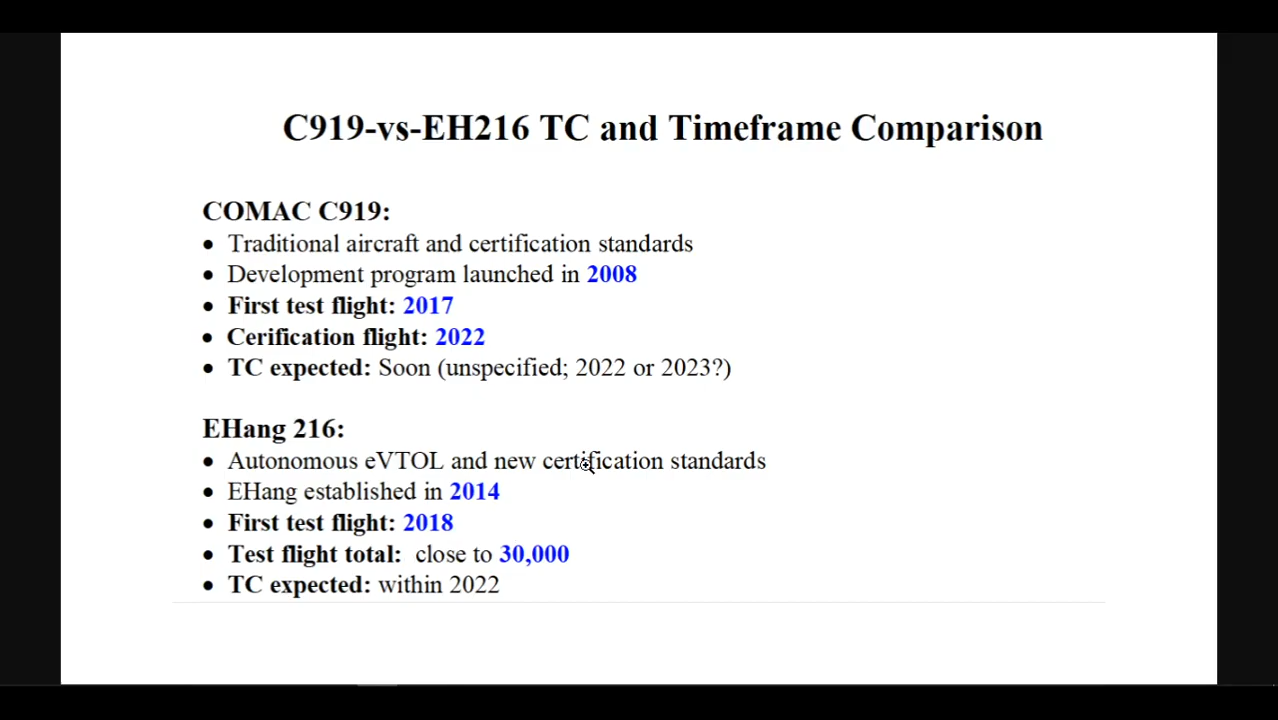 C919-vs-EH216 TC and Timeframe Comparison
COMAC C919:
• Traditional aircraft and certification standards
• Development program launched in 2008
• First test flight: 2017
• Cerification flight: 2022
• TC expected: Soon (unspecified; 2022 or 2023?)
EHang 216:
• Autonomous eVTOL and new certification standards
• EHang established in 2014
• First test flight: 2018
• Test flight total: close to 30,000
• TC expected: within 2022